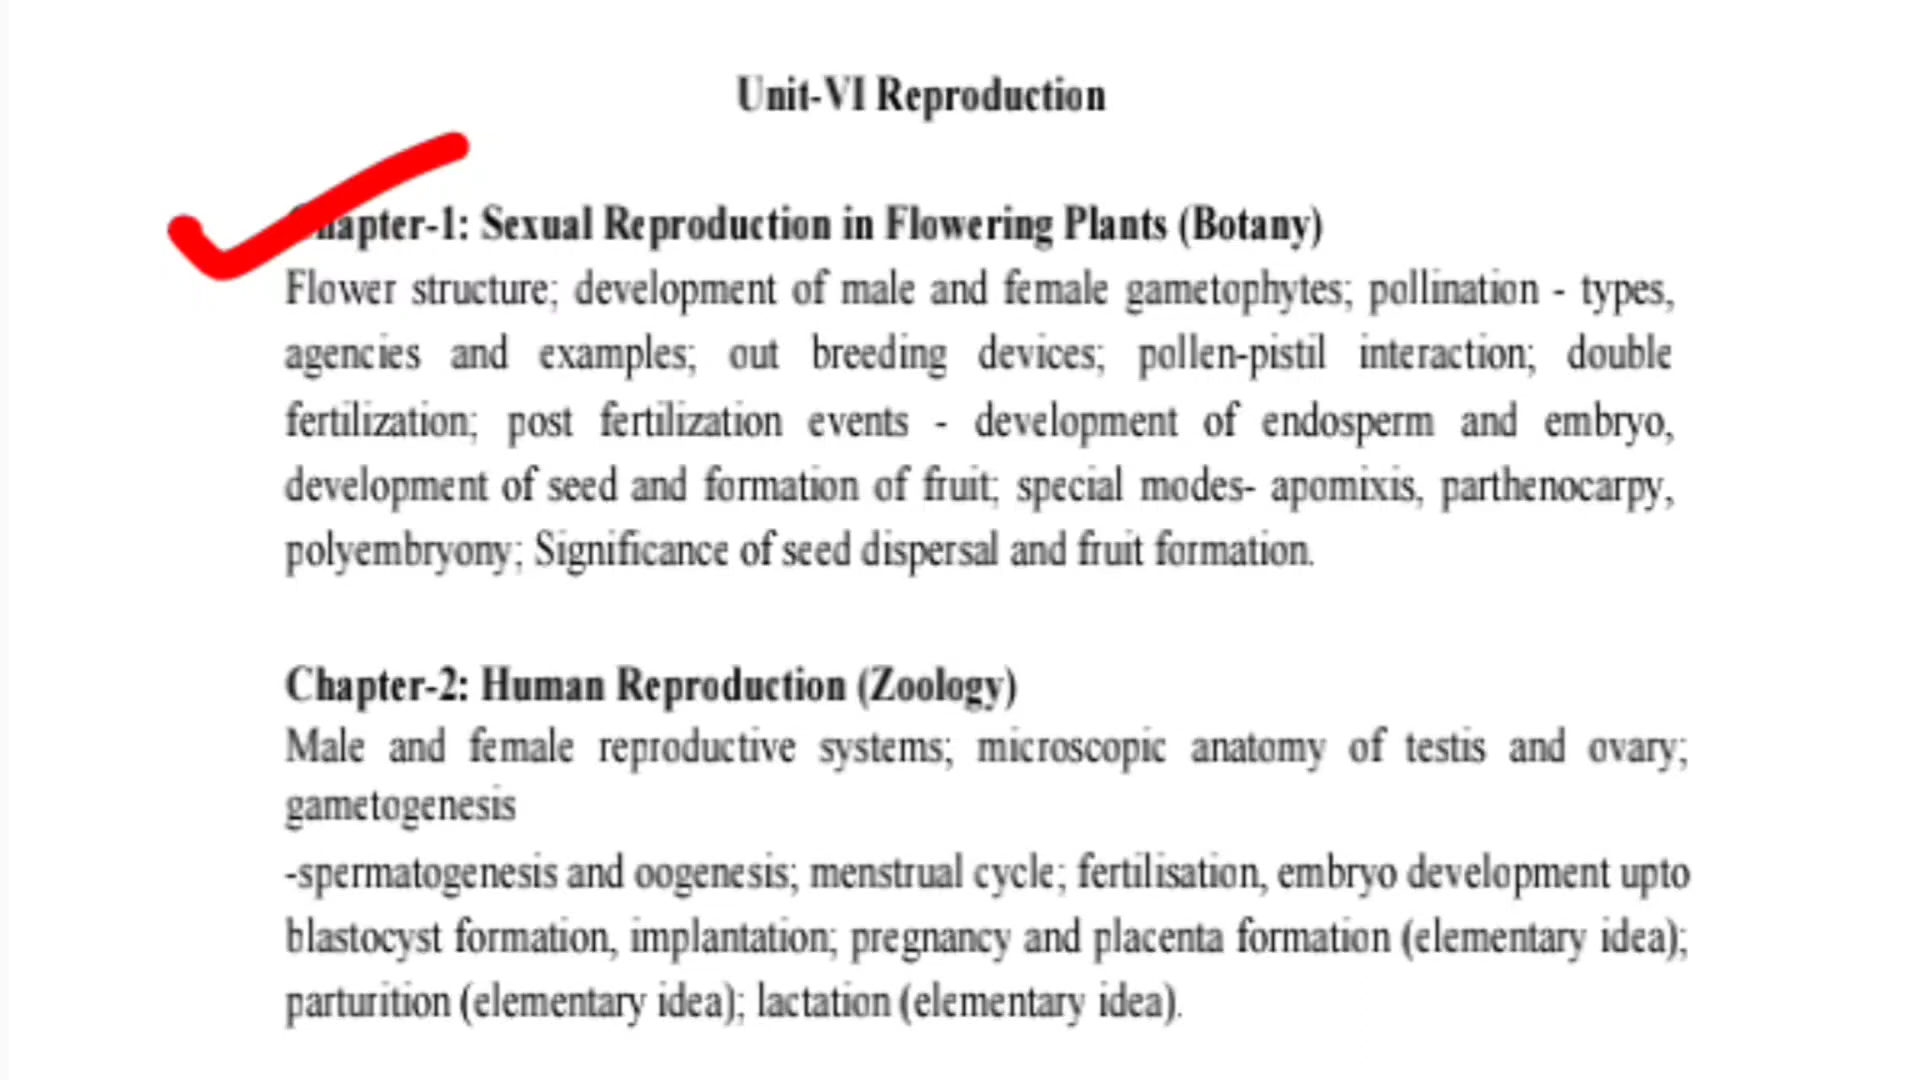 Unit-VI Reproduction
Chapter-1: Sexual Reproduction in Flowering Plants (Botany)
Flower structure; development of male and female gametophytes; pollination - types,
agencies and examples; out breeding devices; pollen-pistil interaction; double
fertilization; post fertilization events - development of endosperm and embryo,
development of seed and formation of fruit; special modes- apomixis, parthenocarpy,
polyembryony; Significance of seed dispersal and fruit formation.
Chapter-2: Human Reproduction (Zoology)
Male and female reproductive systems; microscopic anatomy of testis and ovary;
gametogenesis
-spermatogenesis and oogenesis; menstrual cycle; fertilisation, embryo development upto
blastocyst formation, implantation; pregnancy and placenta formation (elementary idea);
parturition (elementary idea); lactation (elementary idea).